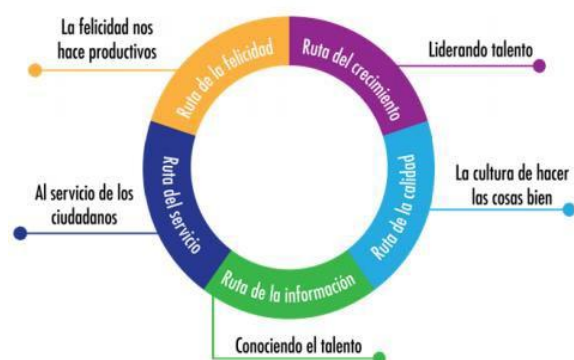 La felicidad nos
hace productivos
Ruta de la felicidad
Ruta del crecimiento
Liderando talento
Al servicio de los
ciudadanos
Ruta del servicio
Ruta de la calidad
La cultura de hacer
las cosas bien
Ruta de la información
Conociendo el talento